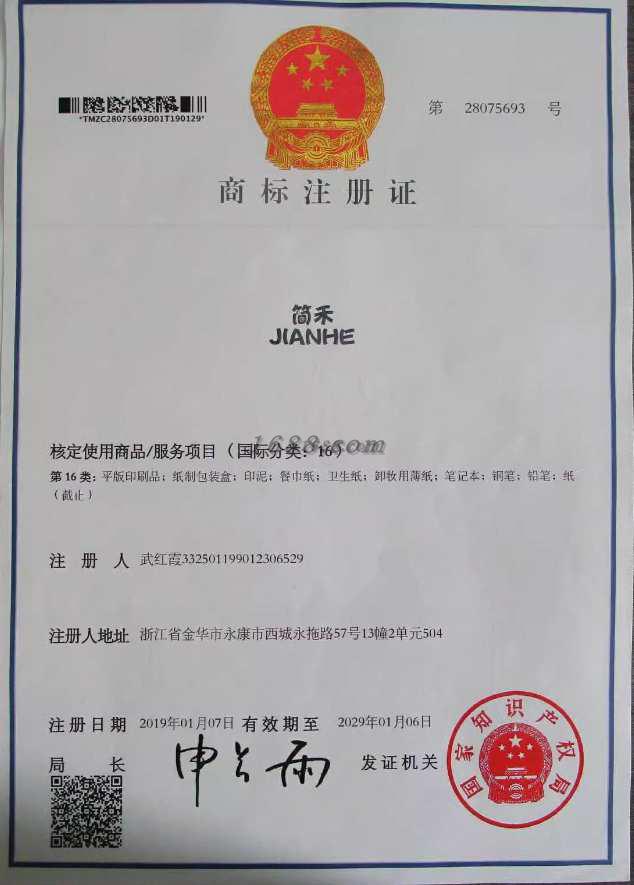 *TMZC28075693D01T190129*
第 28075693 号
商标注册证
简禾
JIANHE
1688.com
核定使用商品/服务项目（国际分类：16）
第16类：平版印刷品；纸制包装盒；印泥；餐巾纸；卫生纸；卸妆用薄纸；笔记本；钢笔；铅笔；纸
（截止）
注册人 武红霞332501199012306529
注册人地址 浙江省金华市永康市西城永拖路57号13幢2单元504
注册日期 2019年01月07日 有效期至 2029年01月06日
局长 申长雨 发证机关
国家知识产权局